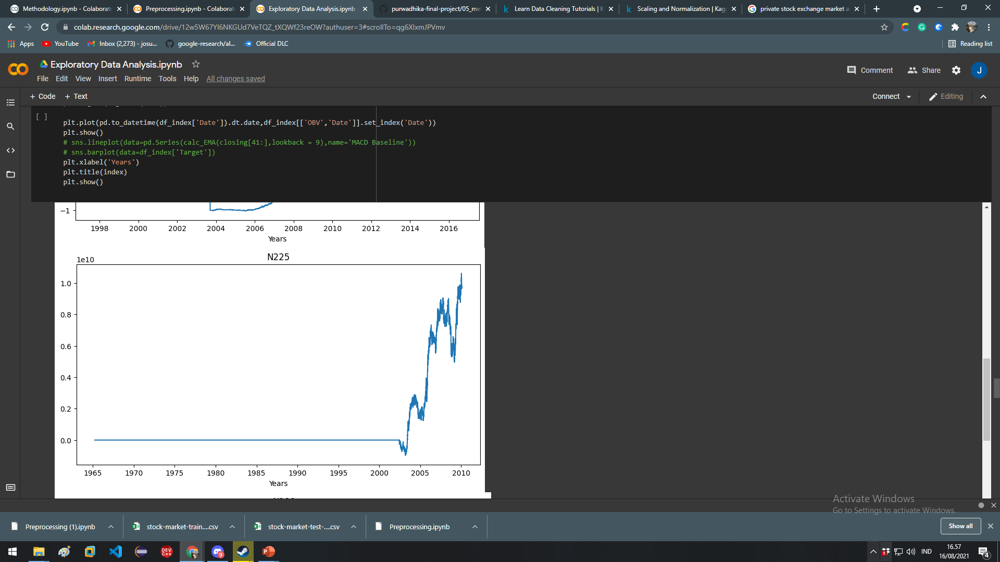 Methodology.ipynb - Colaborato
Preprocessing.ipynb - Colaborat
Exploratory Data Analysis.ipynb
purwadhika-final-project/05_me
Learn Data Cleaning Tutorials | K
Scaling and Normalization | Kagg
private stock exchange market a
colab.research.google.com/drive/12w5W67Yl6NKGUd7VeTQZ_tXQWf23reOW?authuser=3#scrollTo=qg6XlxmJPVmv
Apps
YouTube
Inbox (2,273) - josu...
google-research/al...
Official DLC
Reading list
Exploratory Data Analysis.ipynb
File Edit View Insert Runtime Tools Help All changes saved
Comment
Share
J
+ Code + Text
Connect
Editing
[ ]
plt.plot(pd.to_datetime(df_index['Date']).dt.date,df_index[['OBV','Date']].set_index('Date'))
plt.show()
# sns.lineplot(data=pd.Series(calc_EMA(closing[41:],lookback = 9),name='MACD Baseline'))
# sns.barplot(data=df_index['Target'])
plt.xlabel('Years')
plt.title(index)
plt.show()
−1
1998 2000 2002 2004 2006 2008 2010 2012 2014 2016
Years
N225
1e10
1.0
0.8
0.6
0.4
0.2
0.0
1965 1970 1975 1980 1985 1990 1995 2000 2005 2010
Years
Activate Windows
Go to Settings to activate Windows.
Preprocessing (1).ipynb
stock-market-train....csv
stock-market-test-....csv
Preprocessing.ipynb
Show all
DEV
C++
9
P
1
IND
16.57
16/08/2021
4